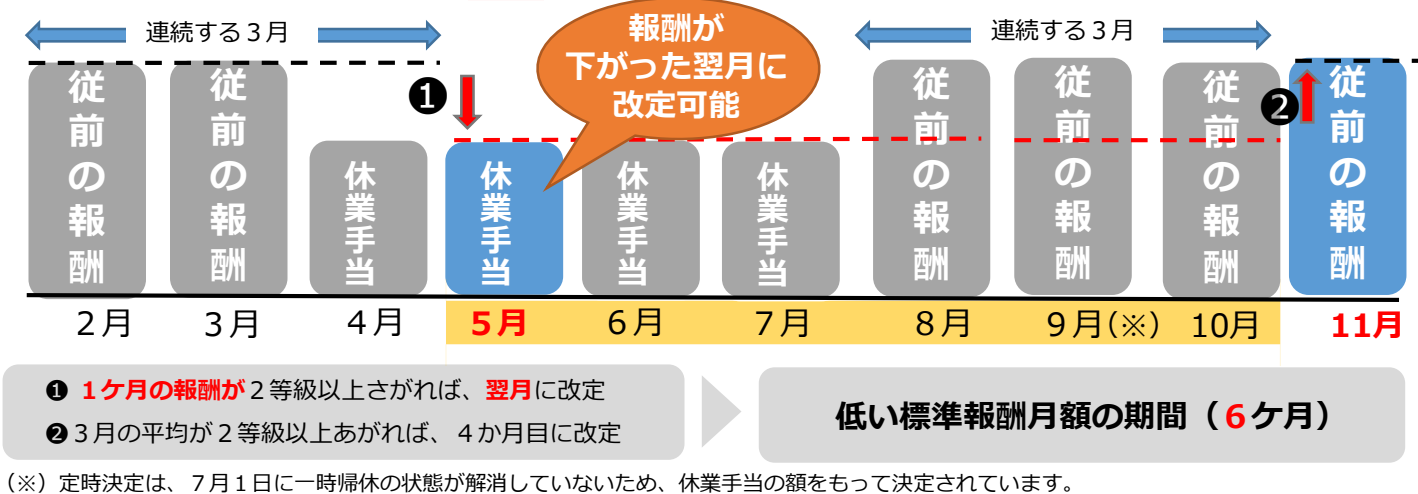 連続する３月
報酬が
下がった翌月に
改定可能
連続する３月
❶
❷
従前の報酬
従前の報酬
休業手当
休業手当
休業手当
休業手当
従前の報酬
従前の報酬
従前の報酬
従前の報酬
２月 ３月 ４月 ５月 ６月 ７月 ８月 ９月(※) 10月 11月
❶ １ケ月の報酬が２等級以上さがれば、翌月に改定
❷３月の平均が２等級以上あがれば、４か月目に改定
低い標準報酬月額の期間（６ケ月）
（※）定時決定は、７月１日に一時帰休の状態が解消していないため、休業手当の額をもって決定されています。